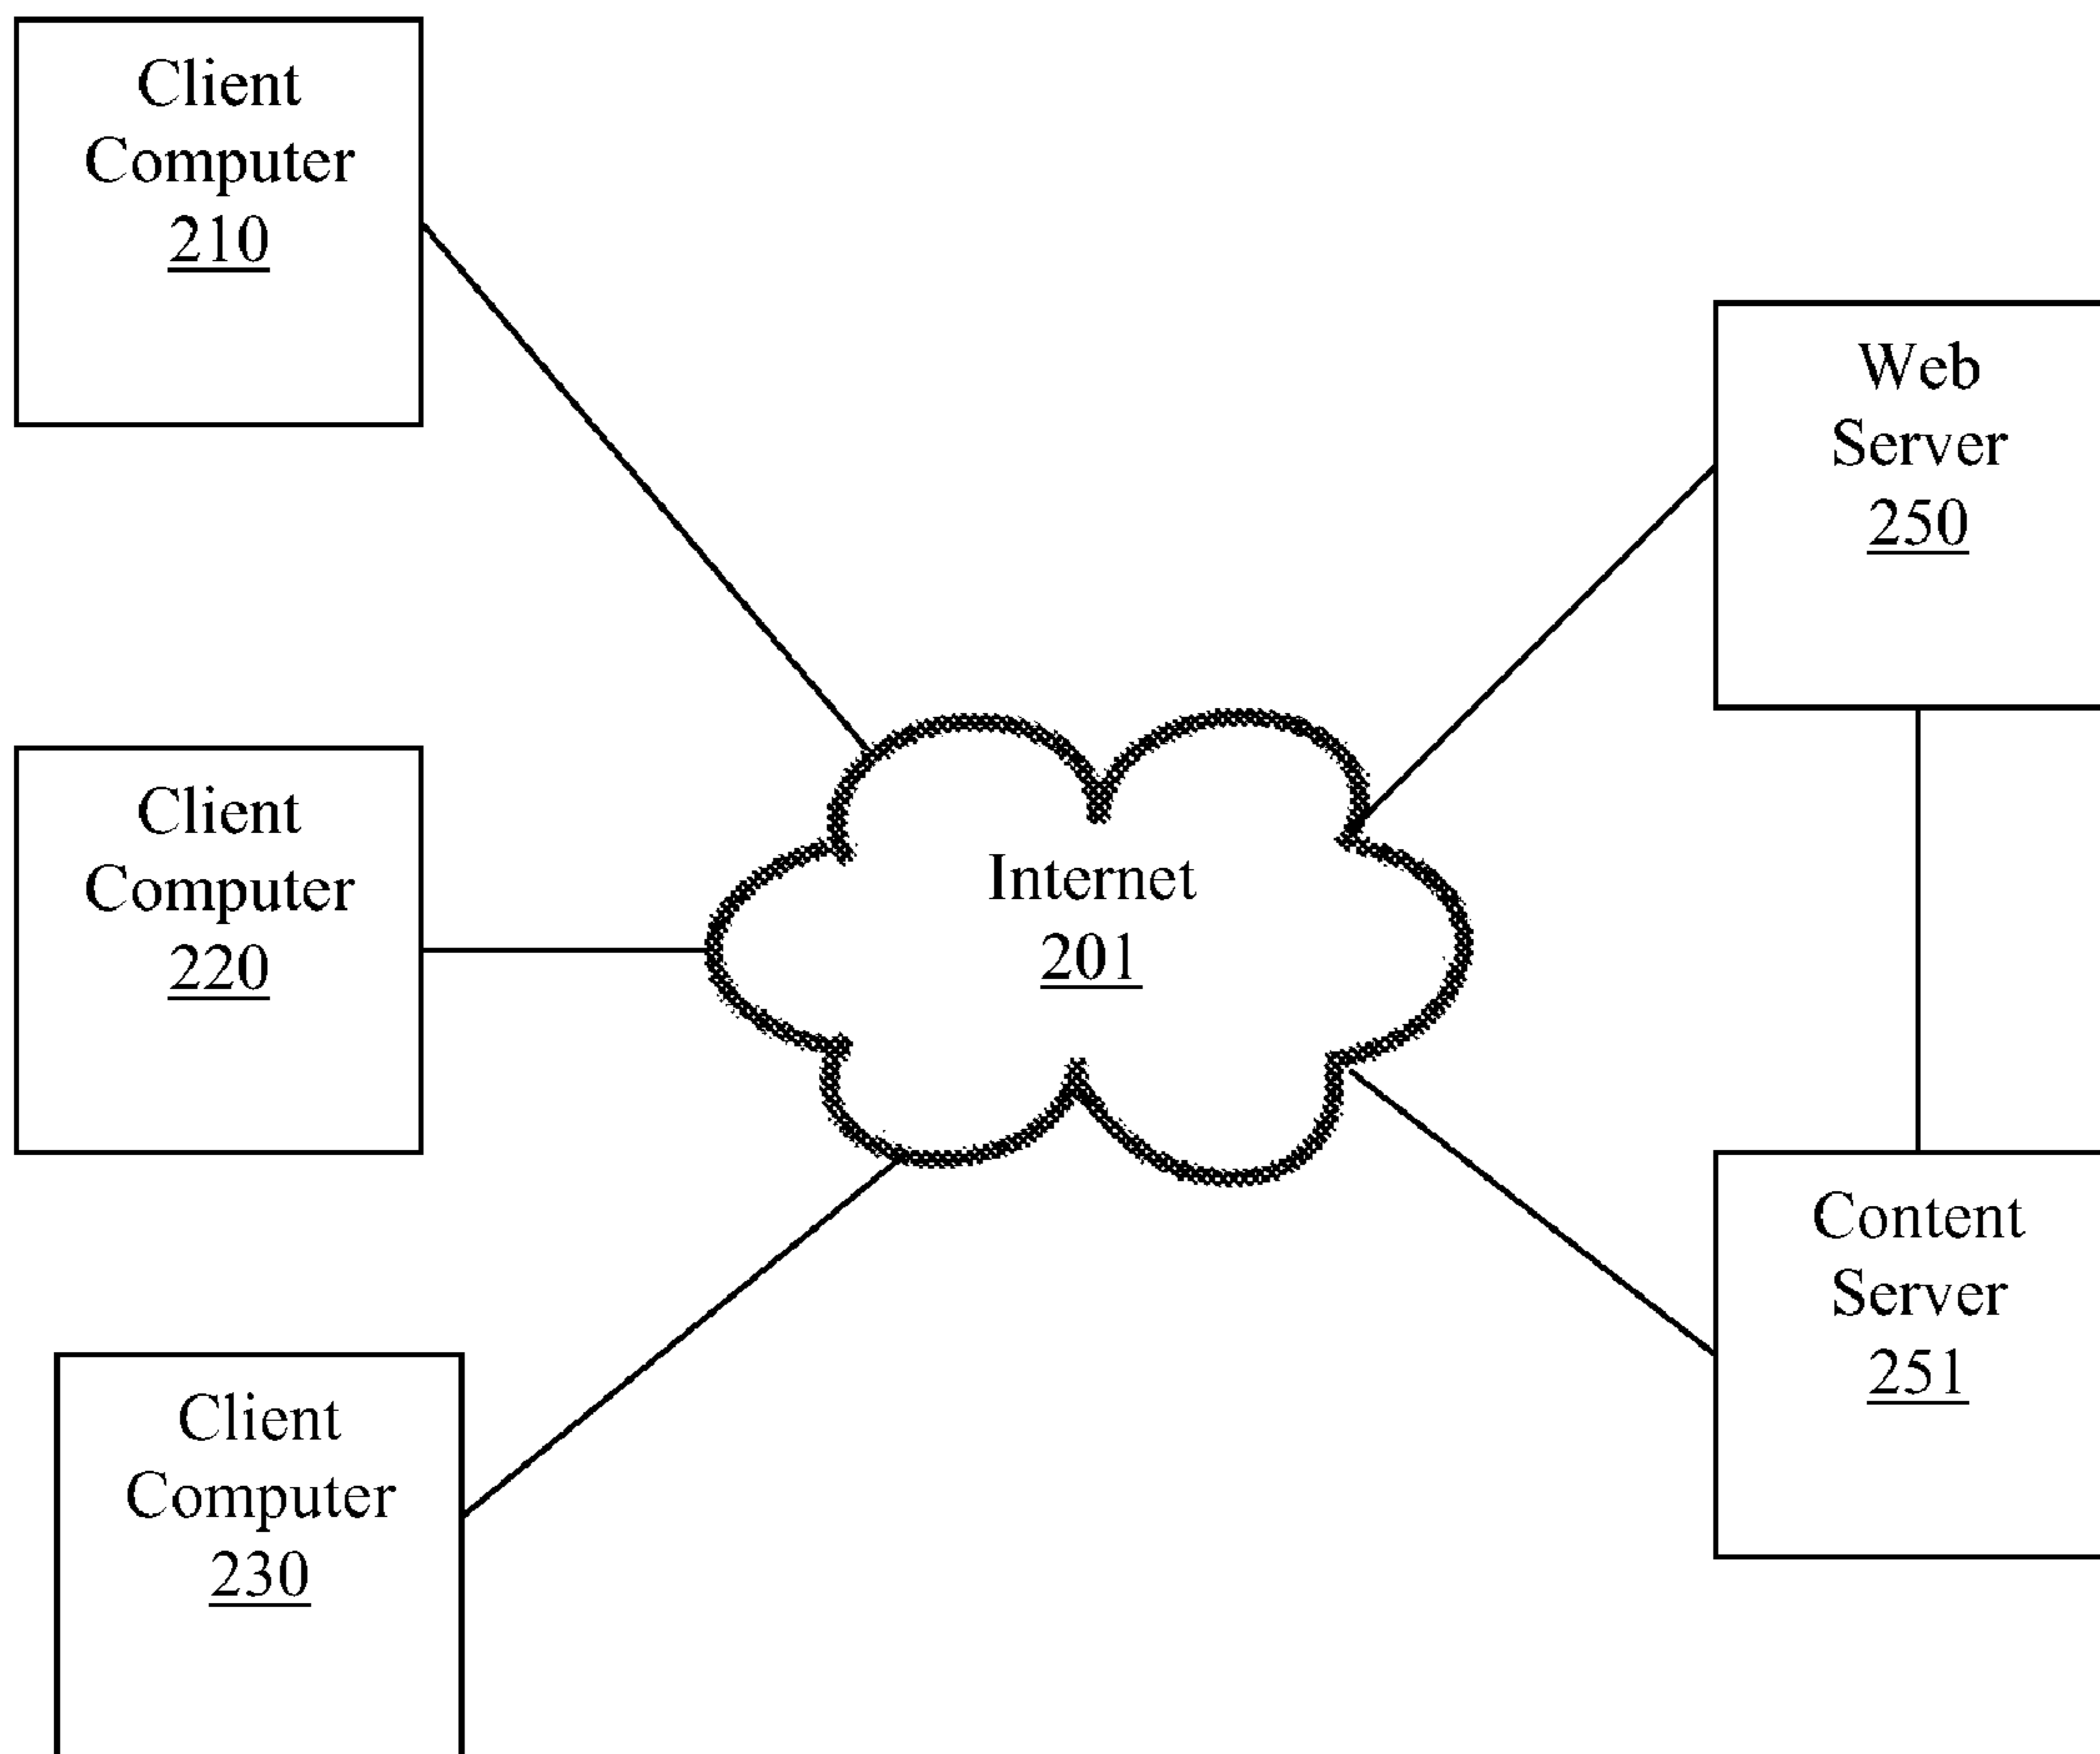 Client
Computer
210
Web
Server
250
Client
Computer
220
Internet
201
Content
Server
251
Client
Computer
230